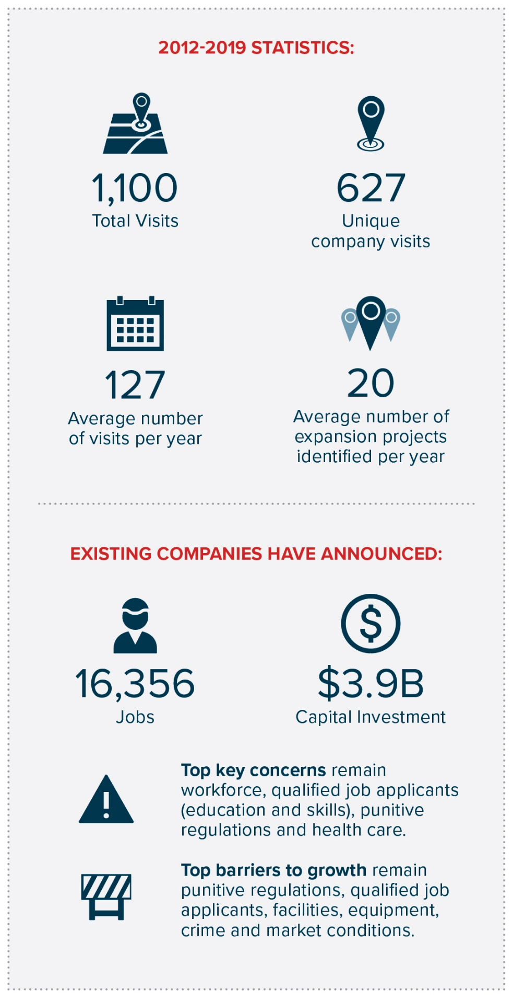 2012-2019 STATISTICS:
1,100
Total Visits
627
Unique
company visits
127
Average number
of visits per year
20
Average number of
expansion projects
identified per year
EXISTING COMPANIES HAVE ANNOUNCED:
16,356
Jobs
$3.9B
Capital Investment
Top key concerns remain
workforce, qualified job applicants
(education and skills), punitive
regulations and health care.
Top barriers to growth remain
punitive regulations, qualified job
applicants, facilities, equipment,
crime and market conditions.